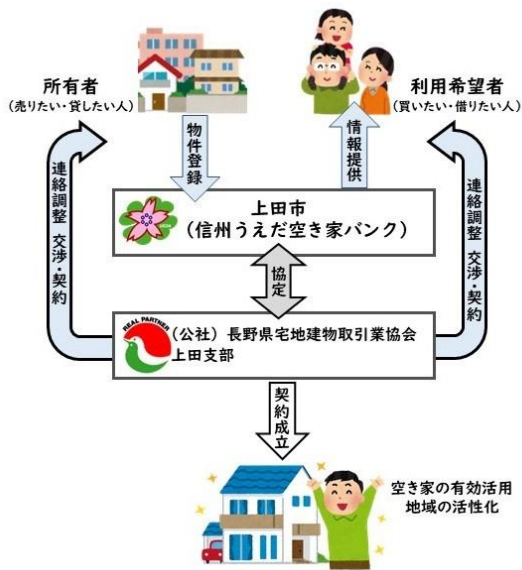 所有者
（売りたい・貸したい人）
利用希望者
（買いたい・借りたい人）
物件登録
情報提供
連絡調整 交渉・契約
連絡調整 交渉・契約
上田市
（信州うえだ空き家バンク）
協定
REAL PARTNER
（公社）長野県宅地建物取引業協会
上田支部
契約成立
空き家の有効活用
地域の活性化